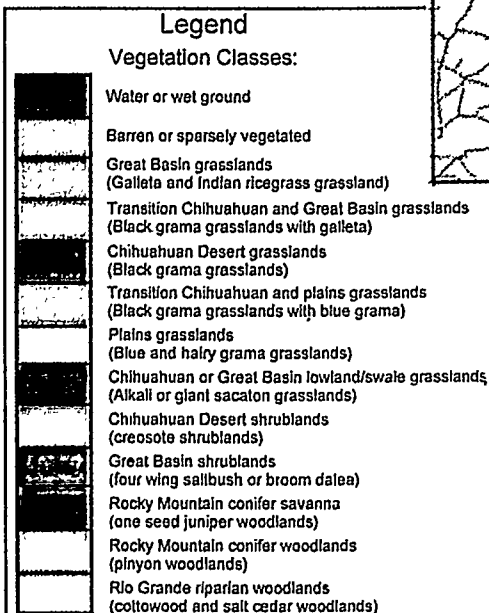 Legend
Vegetation Classes:
Water or wet ground
Barren or sparsely vegetated
Great Basin grasslands
(Galleta and Indian ricegrass grassland)
Transition Chihuahuan and Great Basin grasslands
(Black grama grasslands with galleta)
Chihuahuan Desert grasslands
(Black grama grasslands)
Transition Chihuahuan and plains grasslands
(Black grama grasslands with blue grama)
Plains grasslands
(Blue and hairy grama grasslands)
Chihuahuan or Great Basin lowland/swale grasslands
(Alkali or giant sacaton grasslands)
Chihuahuan Desert shrublands
(creosote shrublands)
Great Basin shrublands
(four wing saltbush or broom dalea)
Rocky Mountain conifer savanna
(one seed juniper woodlands)
Rocky Mountain conifer woodlands
(pinyon woodlands)
Rio Grande riparian woodlands
(cottowood and salt cedar woodlands)